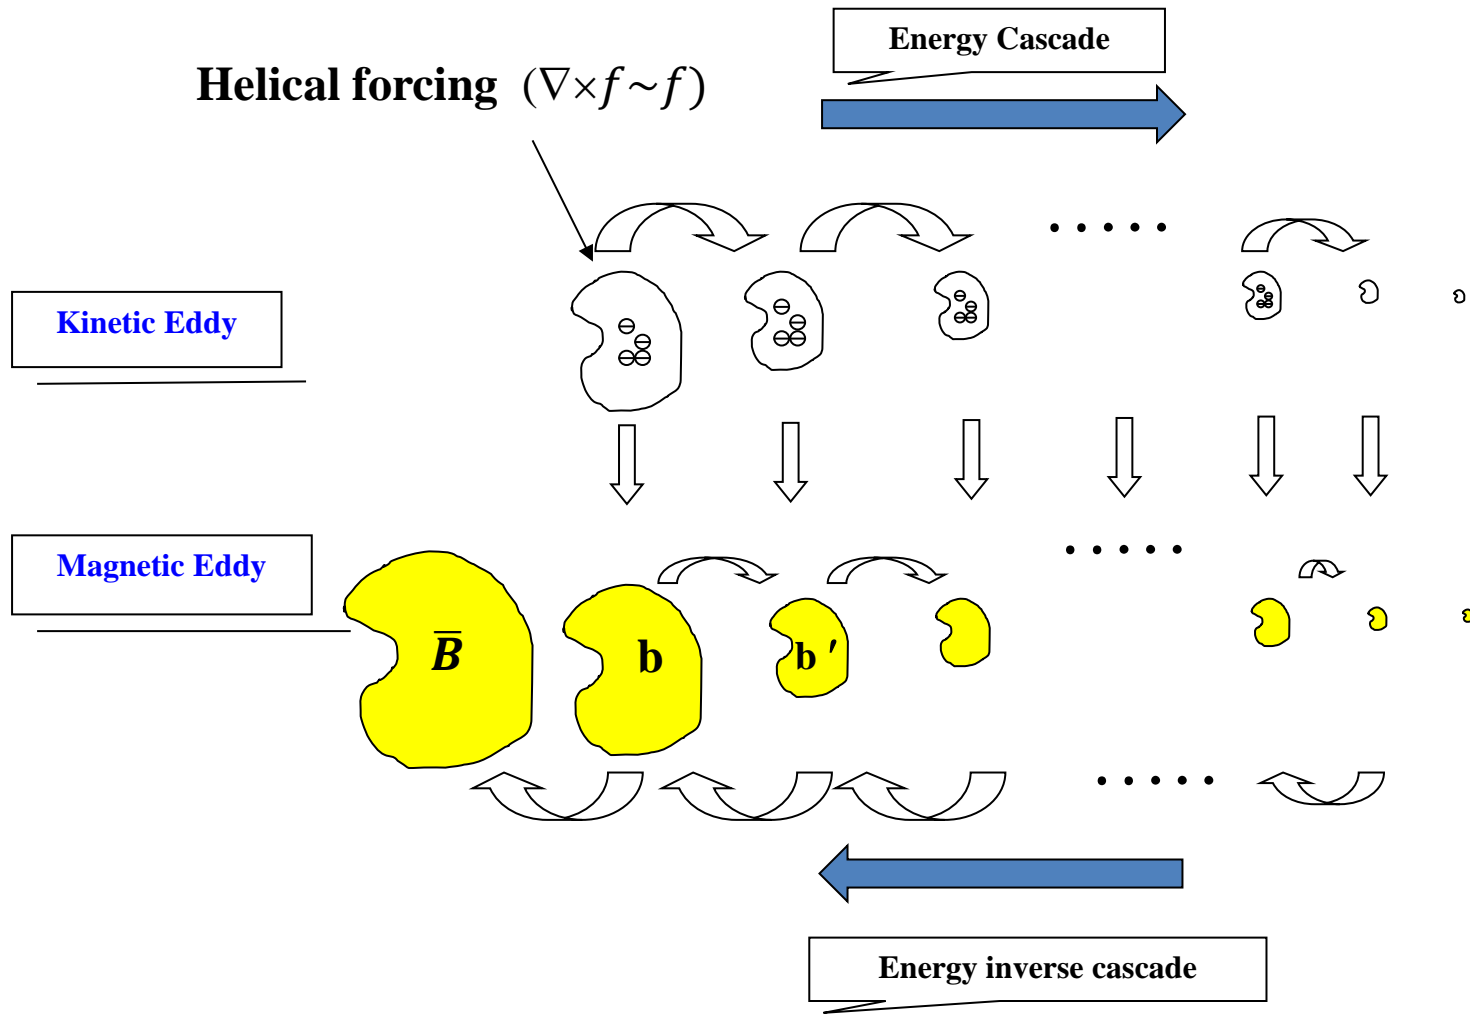 Energy Cascade
Helical forcing (∇×f~f)
Kinetic Eddy
Magnetic Eddy
B̅
b
b ′
Energy inverse cascade